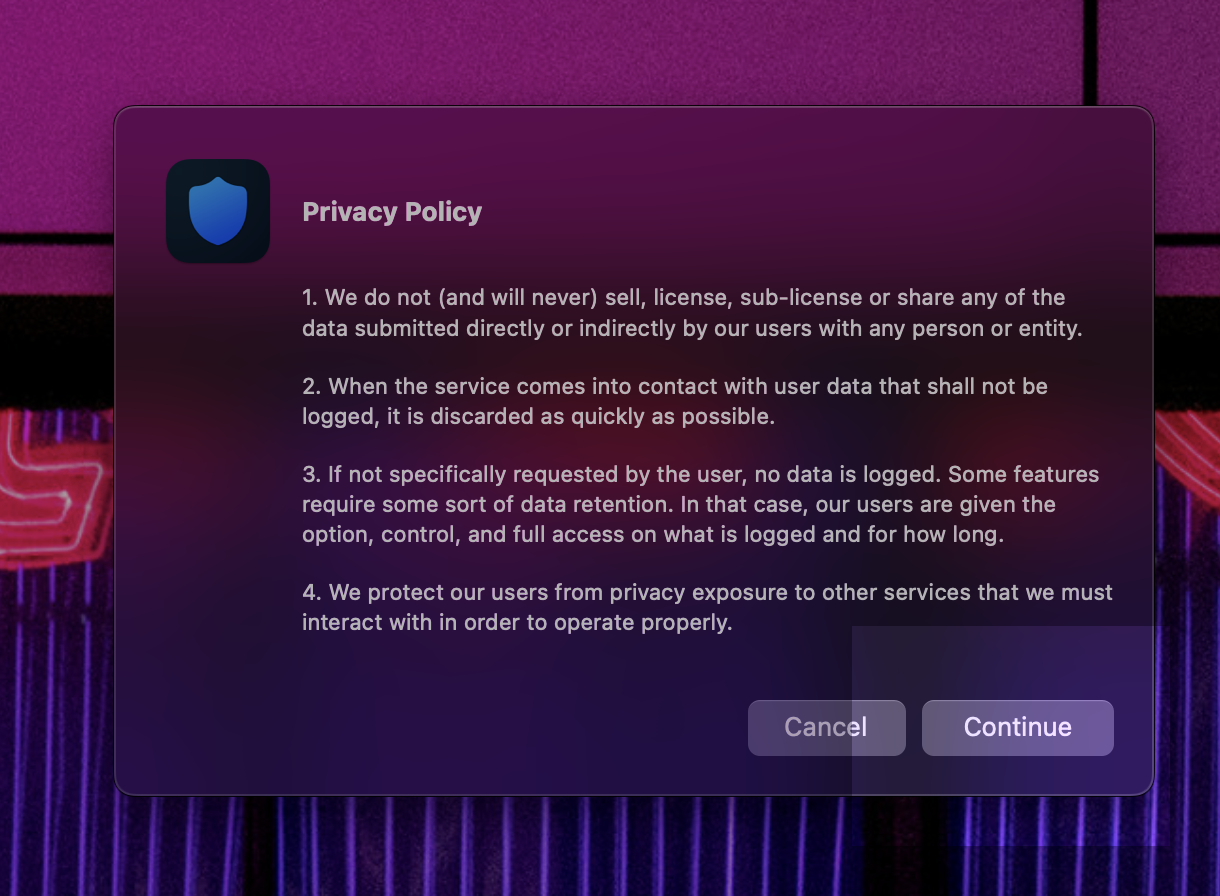 Privacy Policy
1. We do not (and will never) sell, license, sub-license or share any of the
data submitted directly or indirectly by our users with any person or entity.
2. When the service comes into contact with user data that shall not be
logged, it is discarded as quickly as possible.
3. If not specifically requested by the user, no data is logged. Some features
require some sort of data retention. In that case, our users are given the
option, control, and full access on what is logged and for how long.
4. We protect our users from privacy exposure to other services that we must
interact with in order to operate properly.
Cancel
Continue